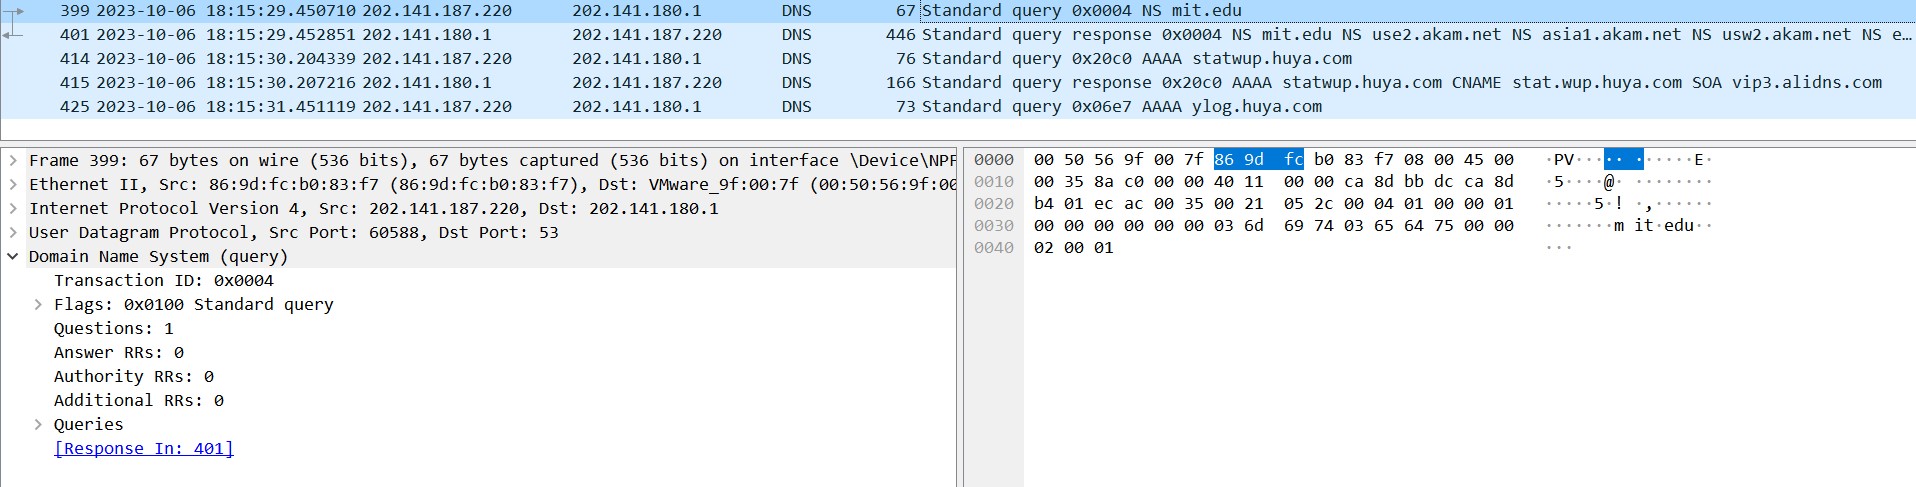 399 2023-10-06 18:15:29.450710 202.141.187.220 202.141.180.1 DNS 67 Standard query 0x0004 NS mit.edu
401 2023-10-06 18:15:29.452851 202.141.180.1 202.141.187.220 DNS 446 Standard query response 0x0004 NS mit.edu NS use2.akam.net NS asia1.akam.net NS usw2.akam.net NS e…
414 2023-10-06 18:15:30.204339 202.141.187.220 202.141.180.1 DNS 76 Standard query 0x20c0 AAAA statwup.huya.com
415 2023-10-06 18:15:30.207216 202.141.180.1 202.141.187.220 DNS 166 Standard query response 0x20c0 AAAA statwup.huya.com CNAME stat.wup.huya.com SOA vip3.alidns.com
425 2023-10-06 18:15:31.451119 202.141.187.220 202.141.180.1 DNS 73 Standard query 0x06e7 AAAA ylog.huya.com
Frame 399: 67 bytes on wire (536 bits), 67 bytes captured (536 bits) on interface \Device\NPF
Ethernet II, Src: 86:9d:fc:b0:83:f7 (86:9d:fc:b0:83:f7), Dst: VMware_9f:00:7f (00:50:56:9f:00
Internet Protocol Version 4, Src: 202.141.187.220, Dst: 202.141.180.1
User Datagram Protocol, Src Port: 60588, Dst Port: 53
Domain Name System (query)
Transaction ID: 0x0004
Flags: 0x0100 Standard query
Questions: 1
Answer RRs: 0
Authority RRs: 0
Additional RRs: 0
Queries
[Response In: 401]
0000 00 50 56 9f 00 7f 86 9d fc b0 83 f7 08 00 45 00 ·PV···········E·
0010 00 35 8a c0 00 00 40 11 00 00 ca 8d bb dc ca 8d ·5····@· ········
0020 b4 01 ec ac 00 35 00 21 05 2c 00 04 01 00 00 01 ·····5·! ·,······
0030 00 00 00 00 00 00 03 6d 69 74 03 65 64 75 00 00 ·······m it·edu··
0040 02 00 01 ···